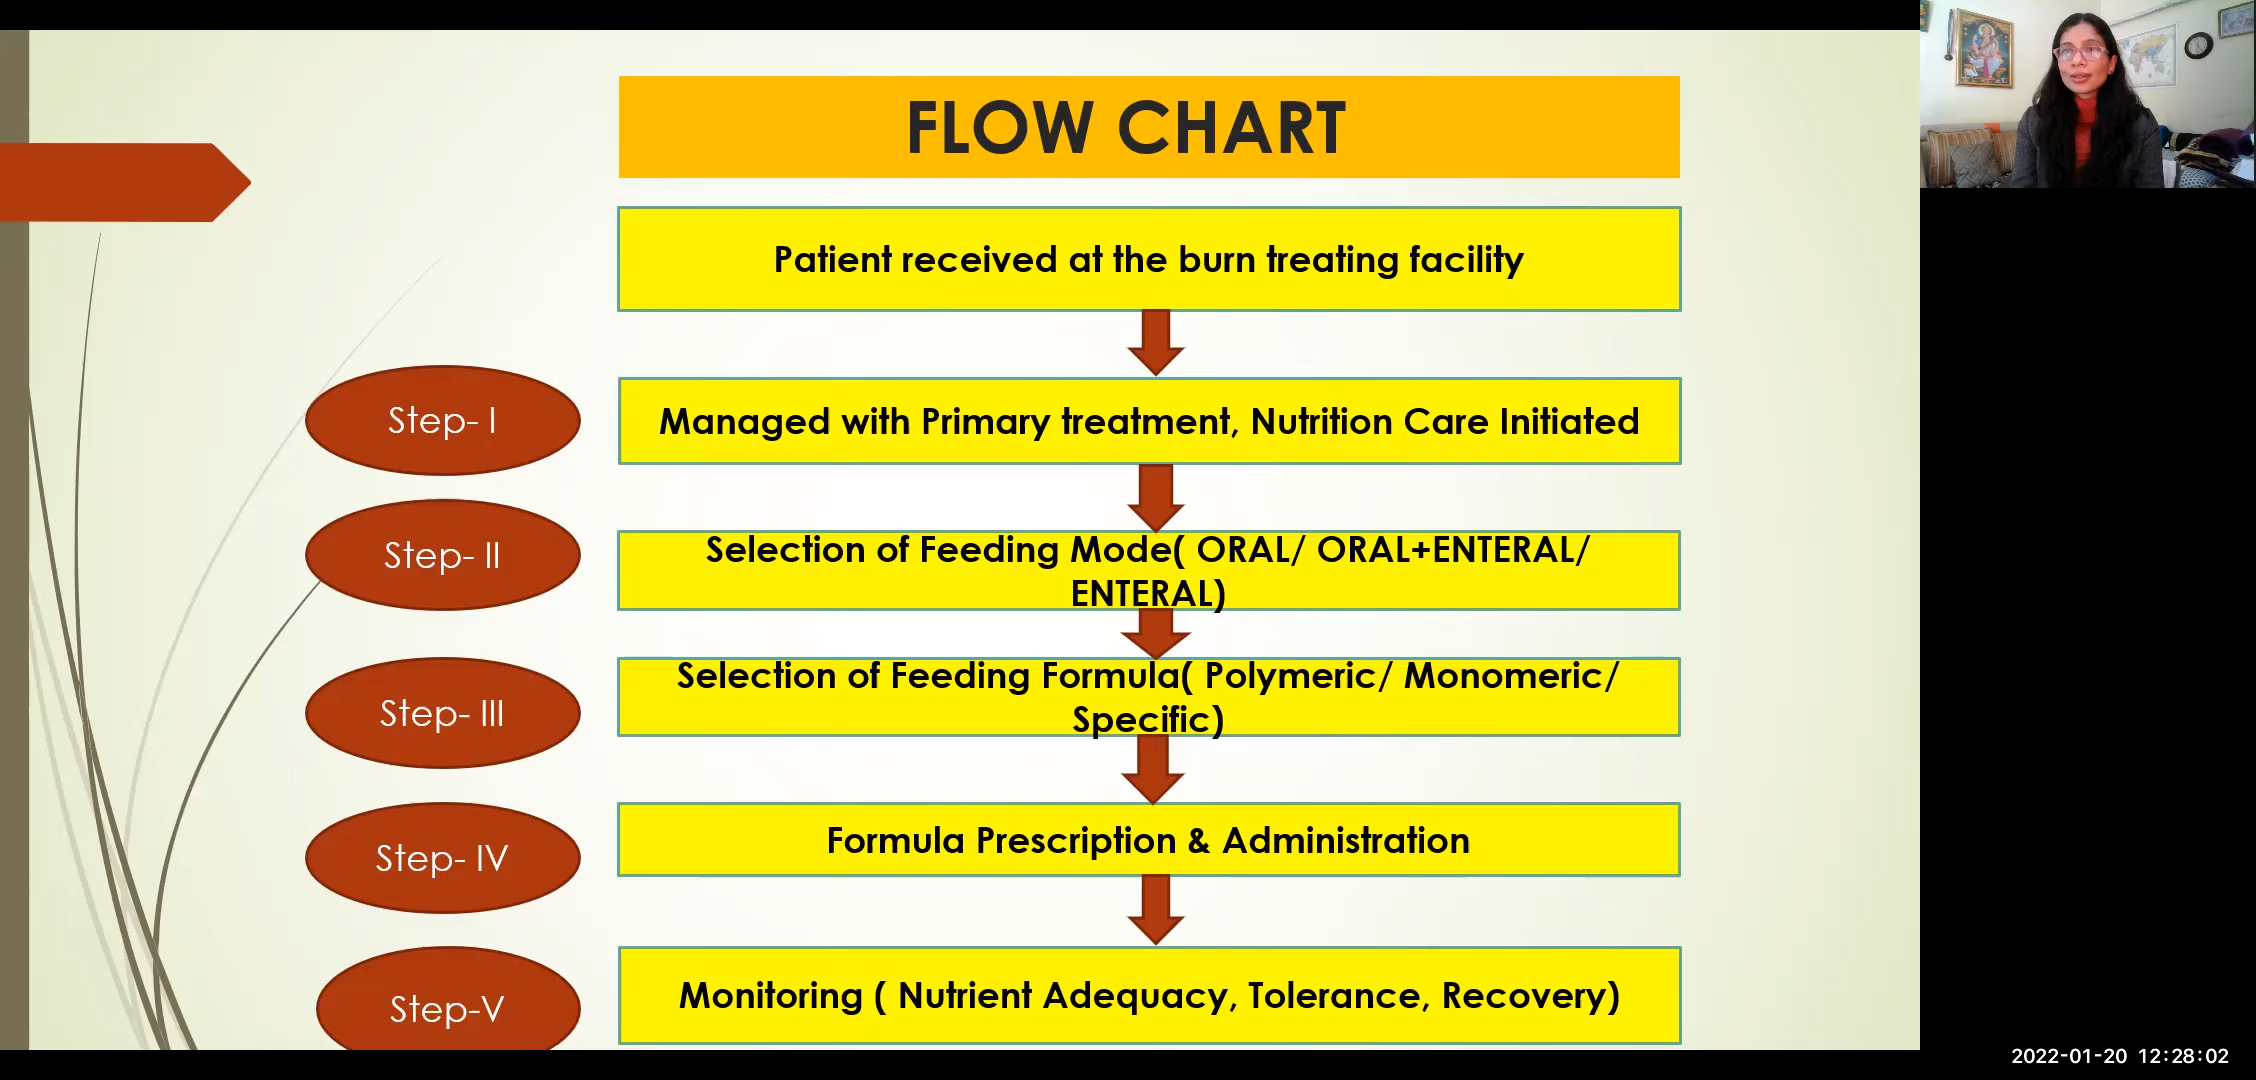 FLOW CHART
Patient received at the burn treating facility
Step- I
Managed with Primary treatment, Nutrition Care Initiated
Step- II
Selection of Feeding Mode( ORAL/ ORAL+ENTERAL/
ENTERAL)
Step- III
Selection of Feeding Formula( Polymeric/ Monomeric/
Specific)
Step- IV
Formula Prescription & Administration
Step-V
Monitoring ( Nutrient Adequacy, Tolerance, Recovery)
2022-01-20 12:28:02